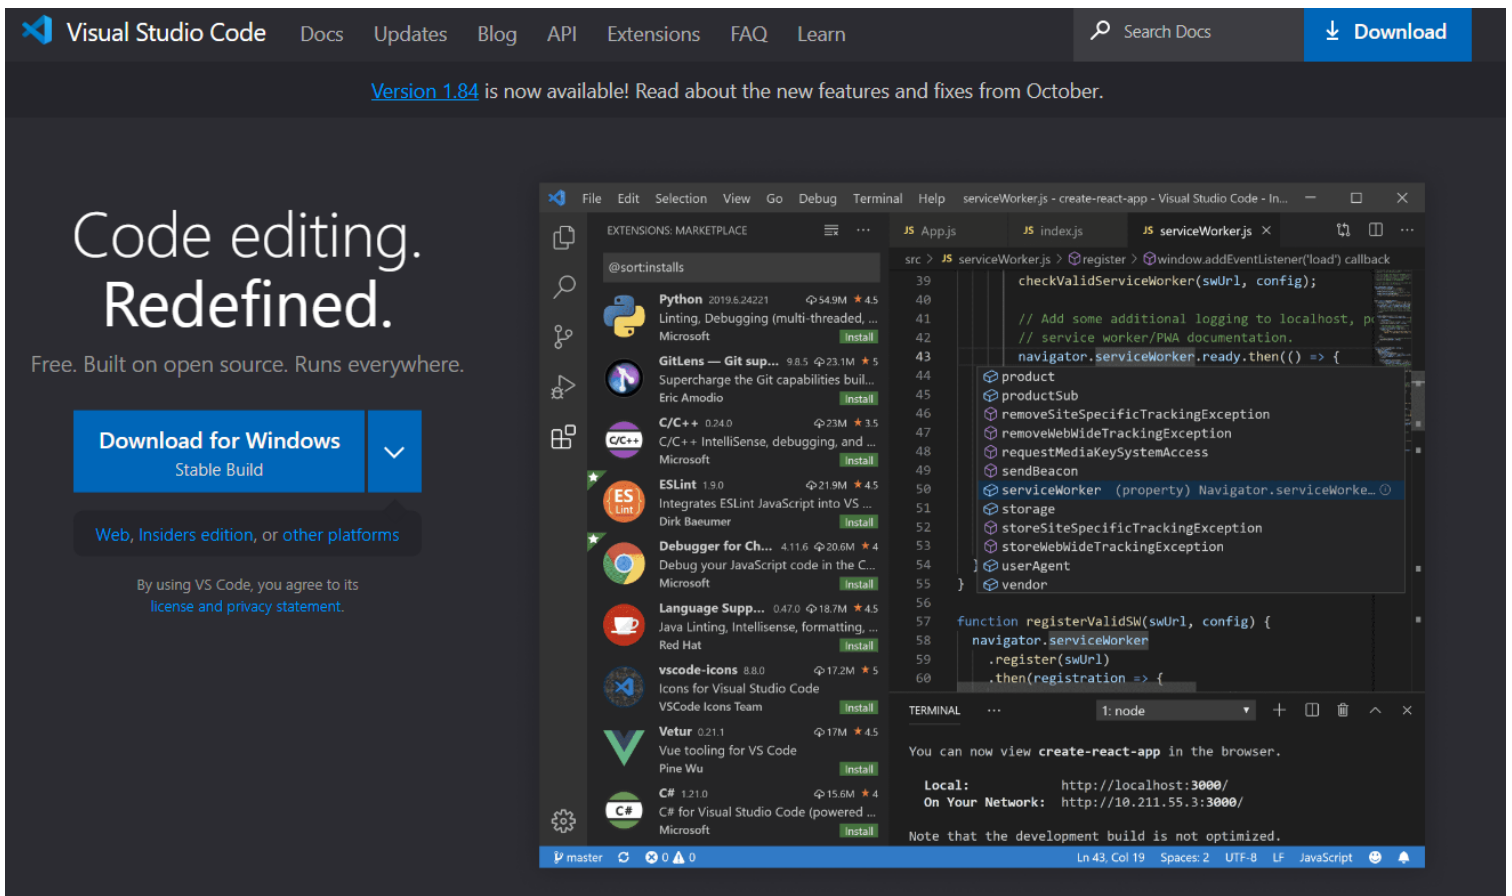 Visual Studio Code Docs Updates Blog API Extensions FAQ Learn Search Docs Download
Version 1.84 is now available! Read about the new features and fixes from October.
Code editing.
Redefined.
Free. Built on open source. Runs everywhere.
Download for Windows
Stable Build
Web, Insiders edition, or other platforms
By using VS Code, you agree to its
license and privacy statement.
File Edit Selection View Go Debug Terminal Help serviceWorker.js - create-react-app - Visual Studio Code - In...
EXTENSIONS: MARKETPLACE
@sort:installs
Python 2019.6.24221 54.9M ★ 4.5
Linting, Debugging (multi-threaded, ...
Microsoft Install
GitLens — Git sup... 9.8.5 23.1M ★ 5
Supercharge the Git capabilities buil...
Eric Amodio Install
C/C++
C/C++ 0.24.0 23M ★ 3.5
C/C++ IntelliSense, debugging, and ...
Microsoft Install
ES
Lint
ESLint 1.9.0 21.9M ★ 4.5
Integrates ESLint JavaScript into VS ...
Dirk Baeumer Install
Debugger for Ch... 4.11.6 20.6M ★ 4
Debug your JavaScript code in the C...
Microsoft Install
Language Supp... 0.47.0 18.7M ★ 4.5
Java Linting, Intellisense, formatting, ...
Red Hat Install
vscode-icons 8.8.0 17.2M ★ 5
Icons for Visual Studio Code
VSCode Icons Team Install
Vetur 0.21.1 17M ★ 4.5
Vue tooling for VS Code
Pine Wu Install
C#
C# 1.21.0 15.6M ★ 4
C# for Visual Studio Code (powered ...
Microsoft Install
JS App.js JS index.js JS serviceWorker.js
src > JS serviceWorker.js > register > window.addEventListener('load') callback
39 checkValidServiceWorker(swUrl, config);
40
41 // Add some additional logging to localhost, p
42 // service worker/PWA documentation.
43 navigator.serviceWorker.ready.then(() => {
44 product
45 productSub
46 removeSiteSpecificTrackingException
47 removeWebWideTrackingException
48 requestMediaKeySystemAccess
49 sendBeacon
50 serviceWorker (property) Navigator.serviceWorke...
51 storage
52 storeSiteSpecificTrackingException
53 storeWebWideTrackingException
54 } userAgent
55 } vendor
56
57 function registerValidSW(swUrl, config) {
58 navigator.serviceWorker
59 .register(swUrl)
60 .then(registration => {
TERMINAL ... 1: node
You can now view create-react-app in the browser.
Local: http://localhost:3000/
On Your Network: http://10.211.55.3:3000/
Note that the development build is not optimized.
master 0 0 Ln 43, Col 19 Spaces: 2 UTF-8 LF JavaScript